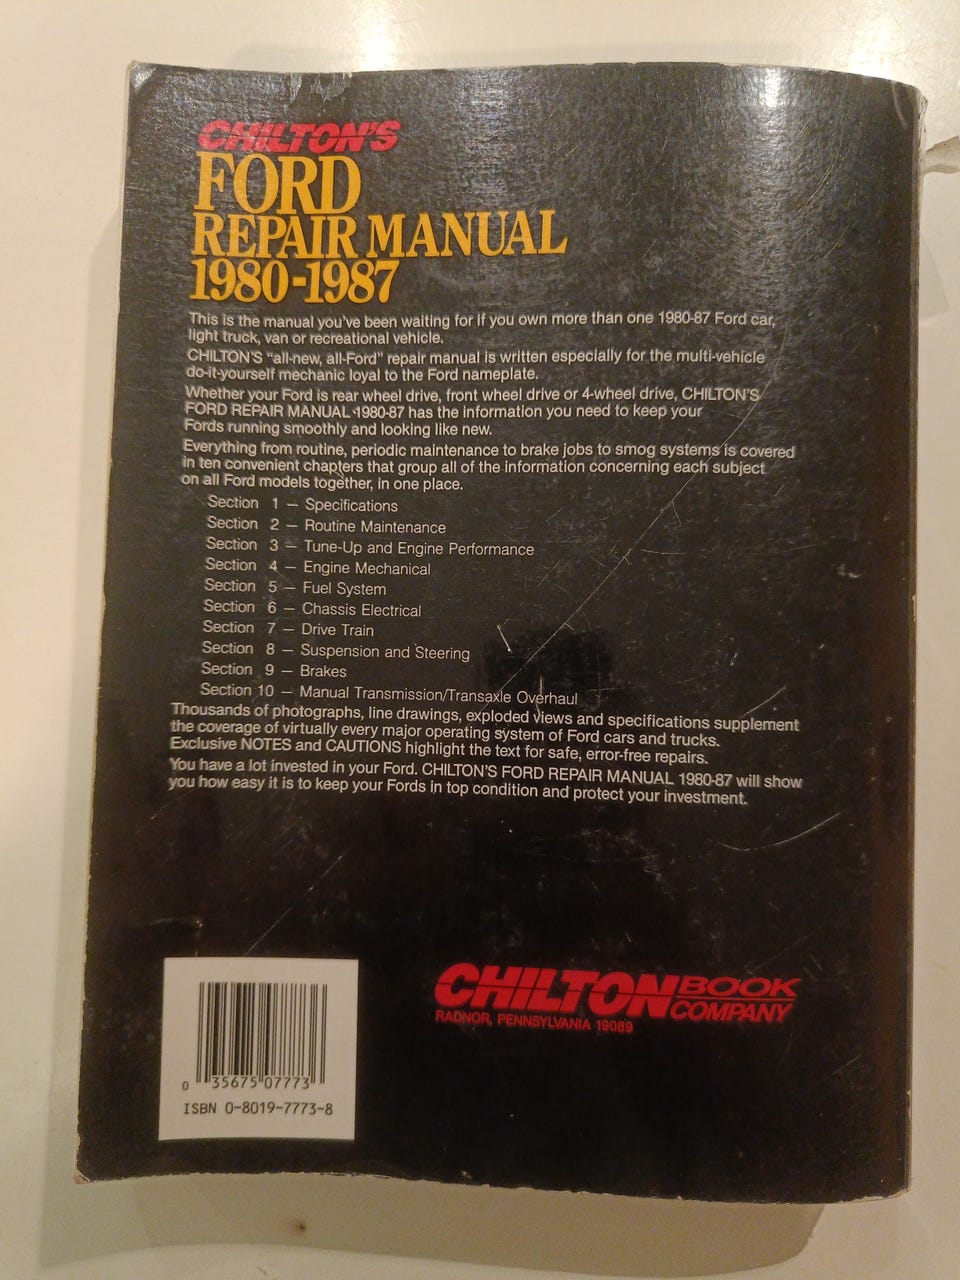 CHILTON'S
FORD
REPAIR MANUAL
1980-1987
This is the manual you've been waiting for if you own more than one 1980-87 Ford car,
light truck, van or recreational vehicle.
CHILTON'S "all-new, all-Ford" repair manual is written especially for the multi-vehicle
do-it-yourself mechanic loyal to the Ford nameplate.
Whether your Ford is rear wheel drive, front wheel drive or 4-wheel drive, CHILTON'S
FORD REPAIR MANUAL 1980-87 has the information you need to keep your
Fords running smoothly and looking like new.
Everything from routine, periodic maintenance to brake jobs to smog systems is covered
in ten convenient chapters that group all of the information concerning each subject
on all Ford models together, in one place.
Section 1 — Specifications
Section 2 — Routine Maintenance
Section 3 — Tune-Up and Engine Performance
Section 4 — Engine Mechanical
Section 5 — Fuel System
Section 6 — Chassis Electrical
Section 7 — Drive Train
Section 8 — Suspension and Steering
Section 9 — Brakes
Section 10 — Manual Transmission/Transaxle Overhaul
Thousands of photographs, line drawings, exploded views and specifications supplement
the coverage of virtually every major operating system of Ford cars and trucks.
Exclusive NOTES and CAUTIONS highlight the text for safe, error-free repairs.
You have a lot invested in your Ford. CHILTON'S FORD REPAIR MANUAL 1980-87 will show
you how easy it is to keep your Fords in top condition and protect your investment.
CHILTON BOOK COMPANY
RADNOR, PENNSYLVANIA 19089
0 35675 07773
ISBN 0-8019-7773-8